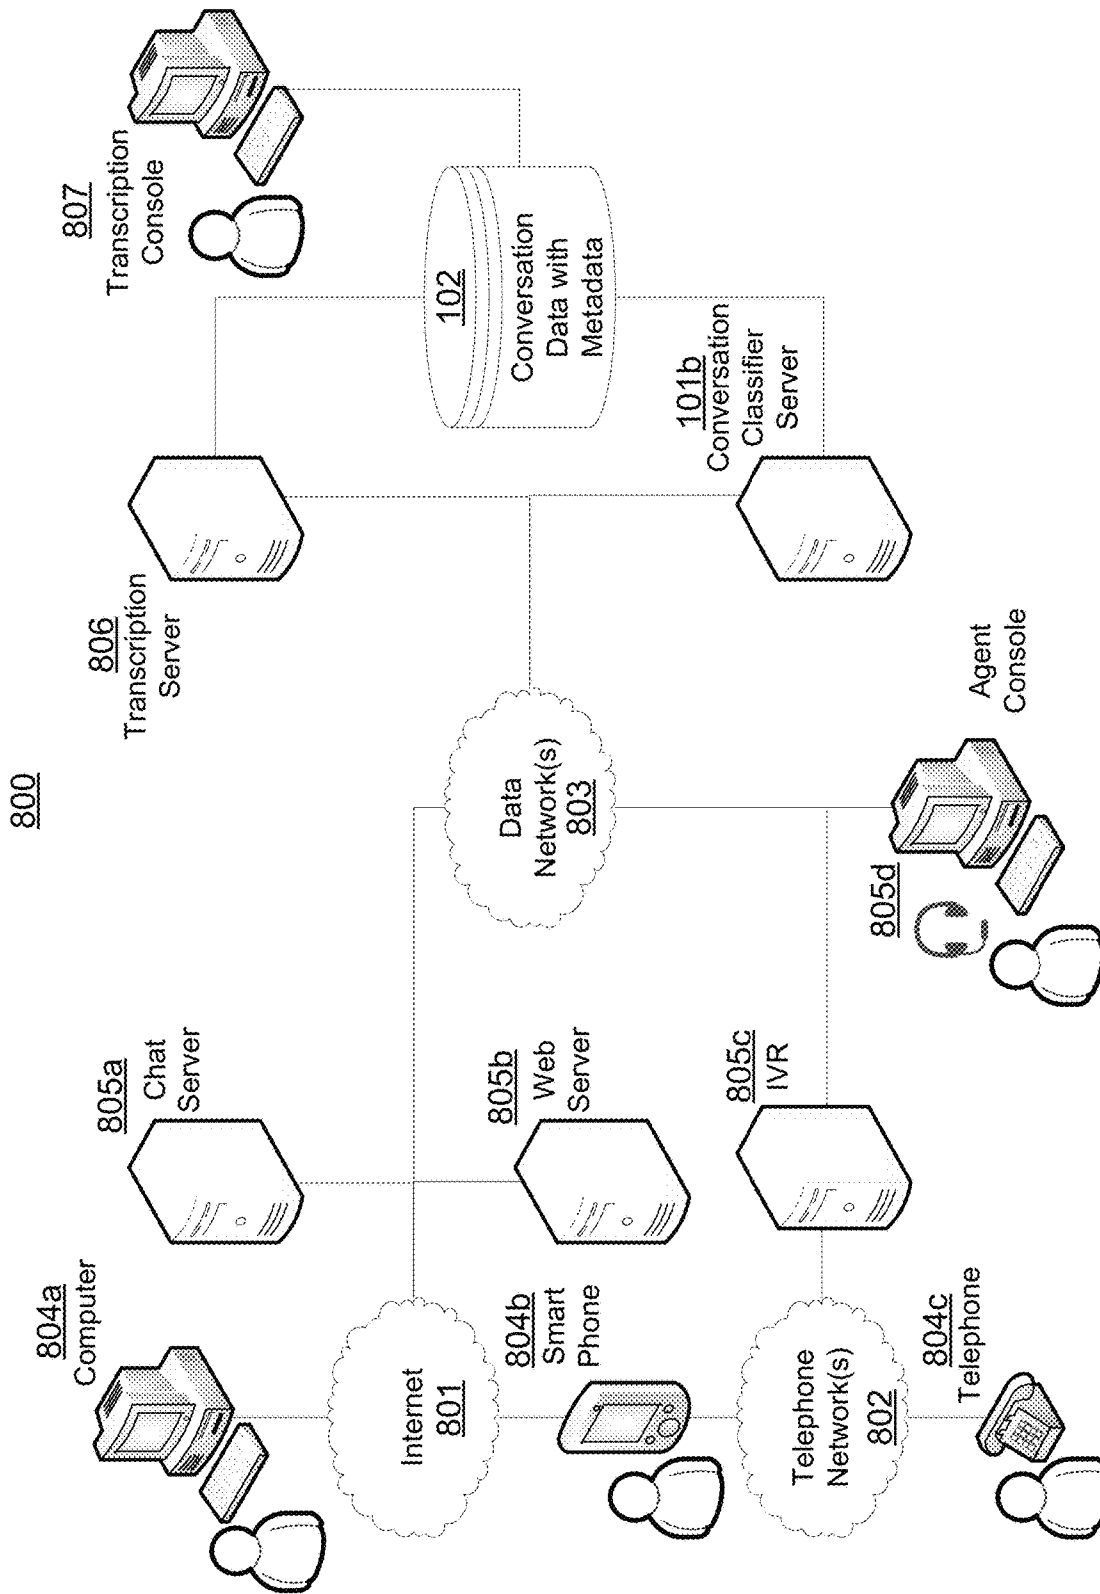 800
804a
Computer
Internet
801
804b
Smart
Phone
Telephone
Network(s)
802
804c
Telephone
805a
Chat
Server
805b
Web
Server
805c
IVR
Data
Network(s)
803
805d
Agent
Console
806
Transcription
Server
101b
Conversation
Classifier
Server
102
Conversation
Data with
Metadata
807
Transcription
Console